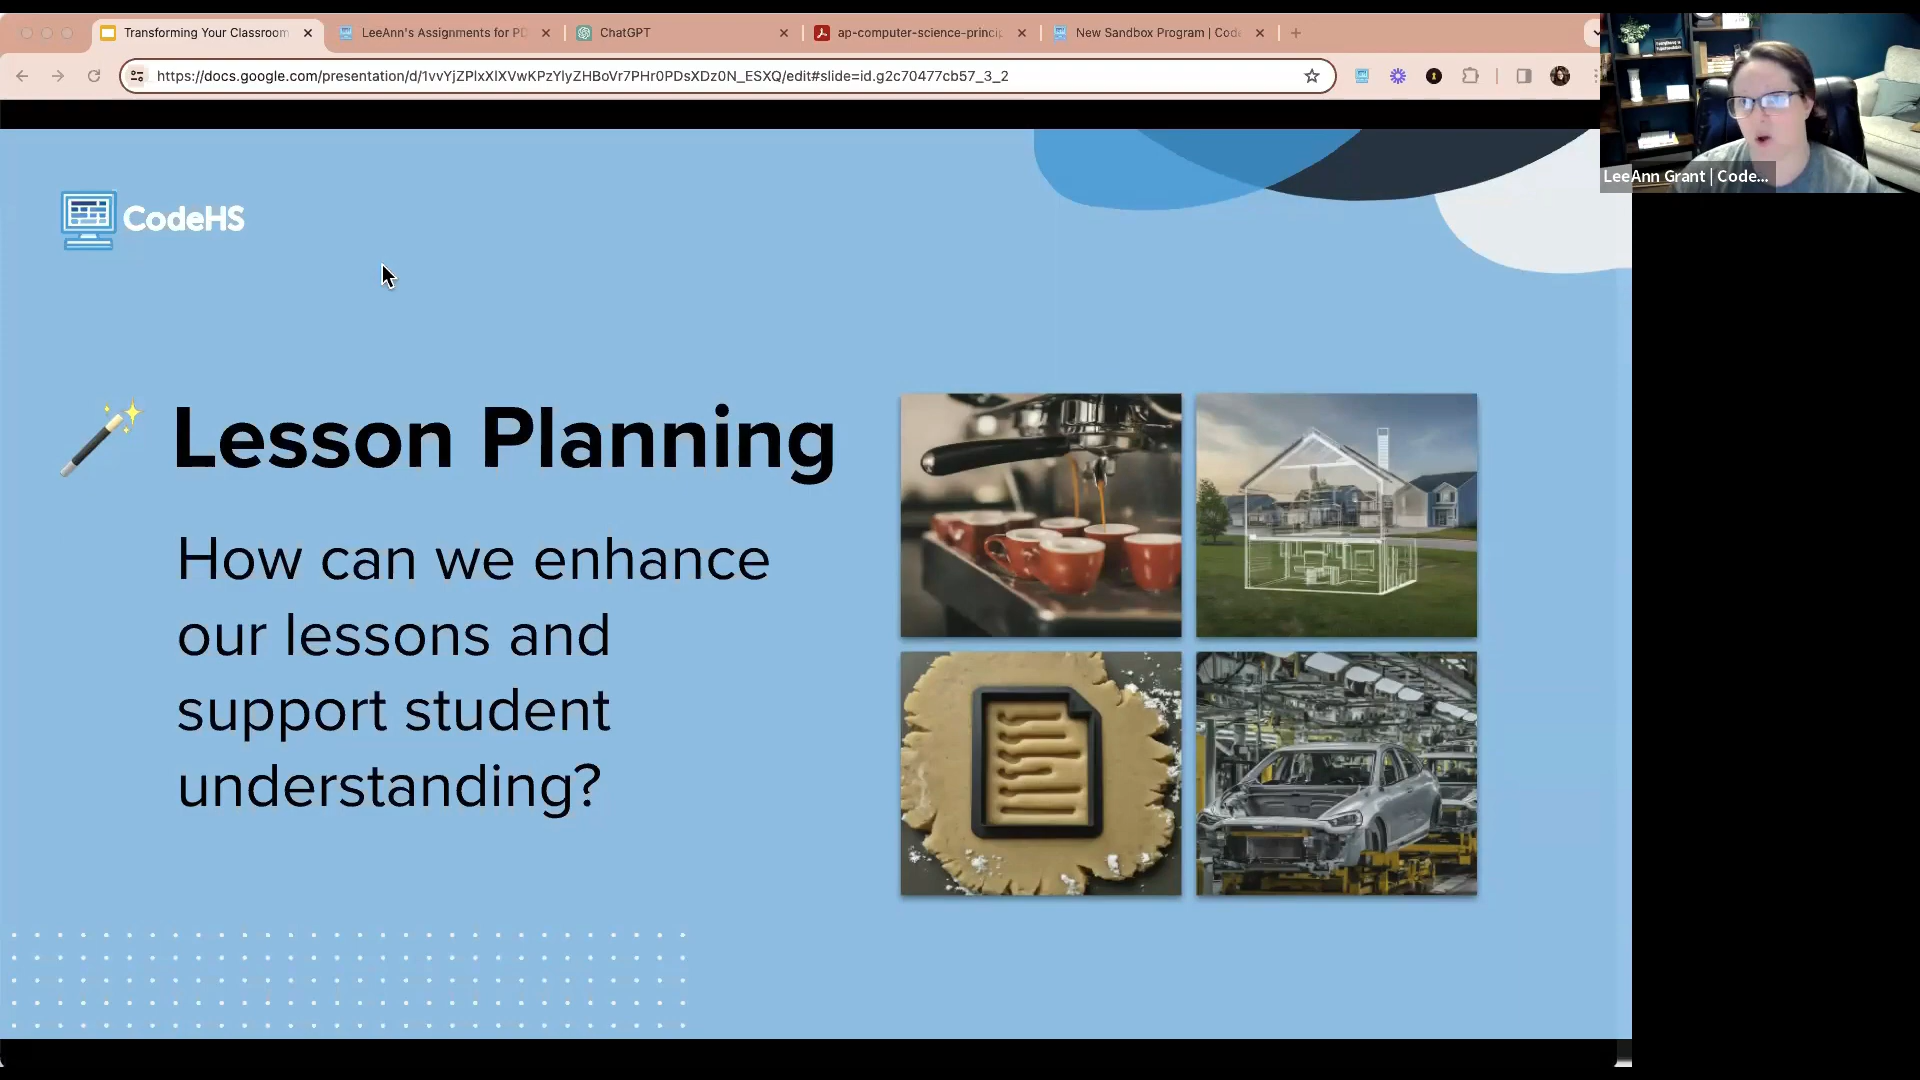 Transforming Your Classroom
LeeAnn's Assignments for PD
ChatGPT
ap-computer-science-princip
New Sandbox Program | Code
https://docs.google.com/presentation/d/1vvYjZPIxXlXVwKPzYlyZHBoVr7PHr0PDsXDz0N_ESXQ/edit#slide=id.g2c70477cb57_3_2
LeeAnn Grant | Code...
CodeHS
Lesson Planning
How can we enhance
our lessons and
support student
understanding?